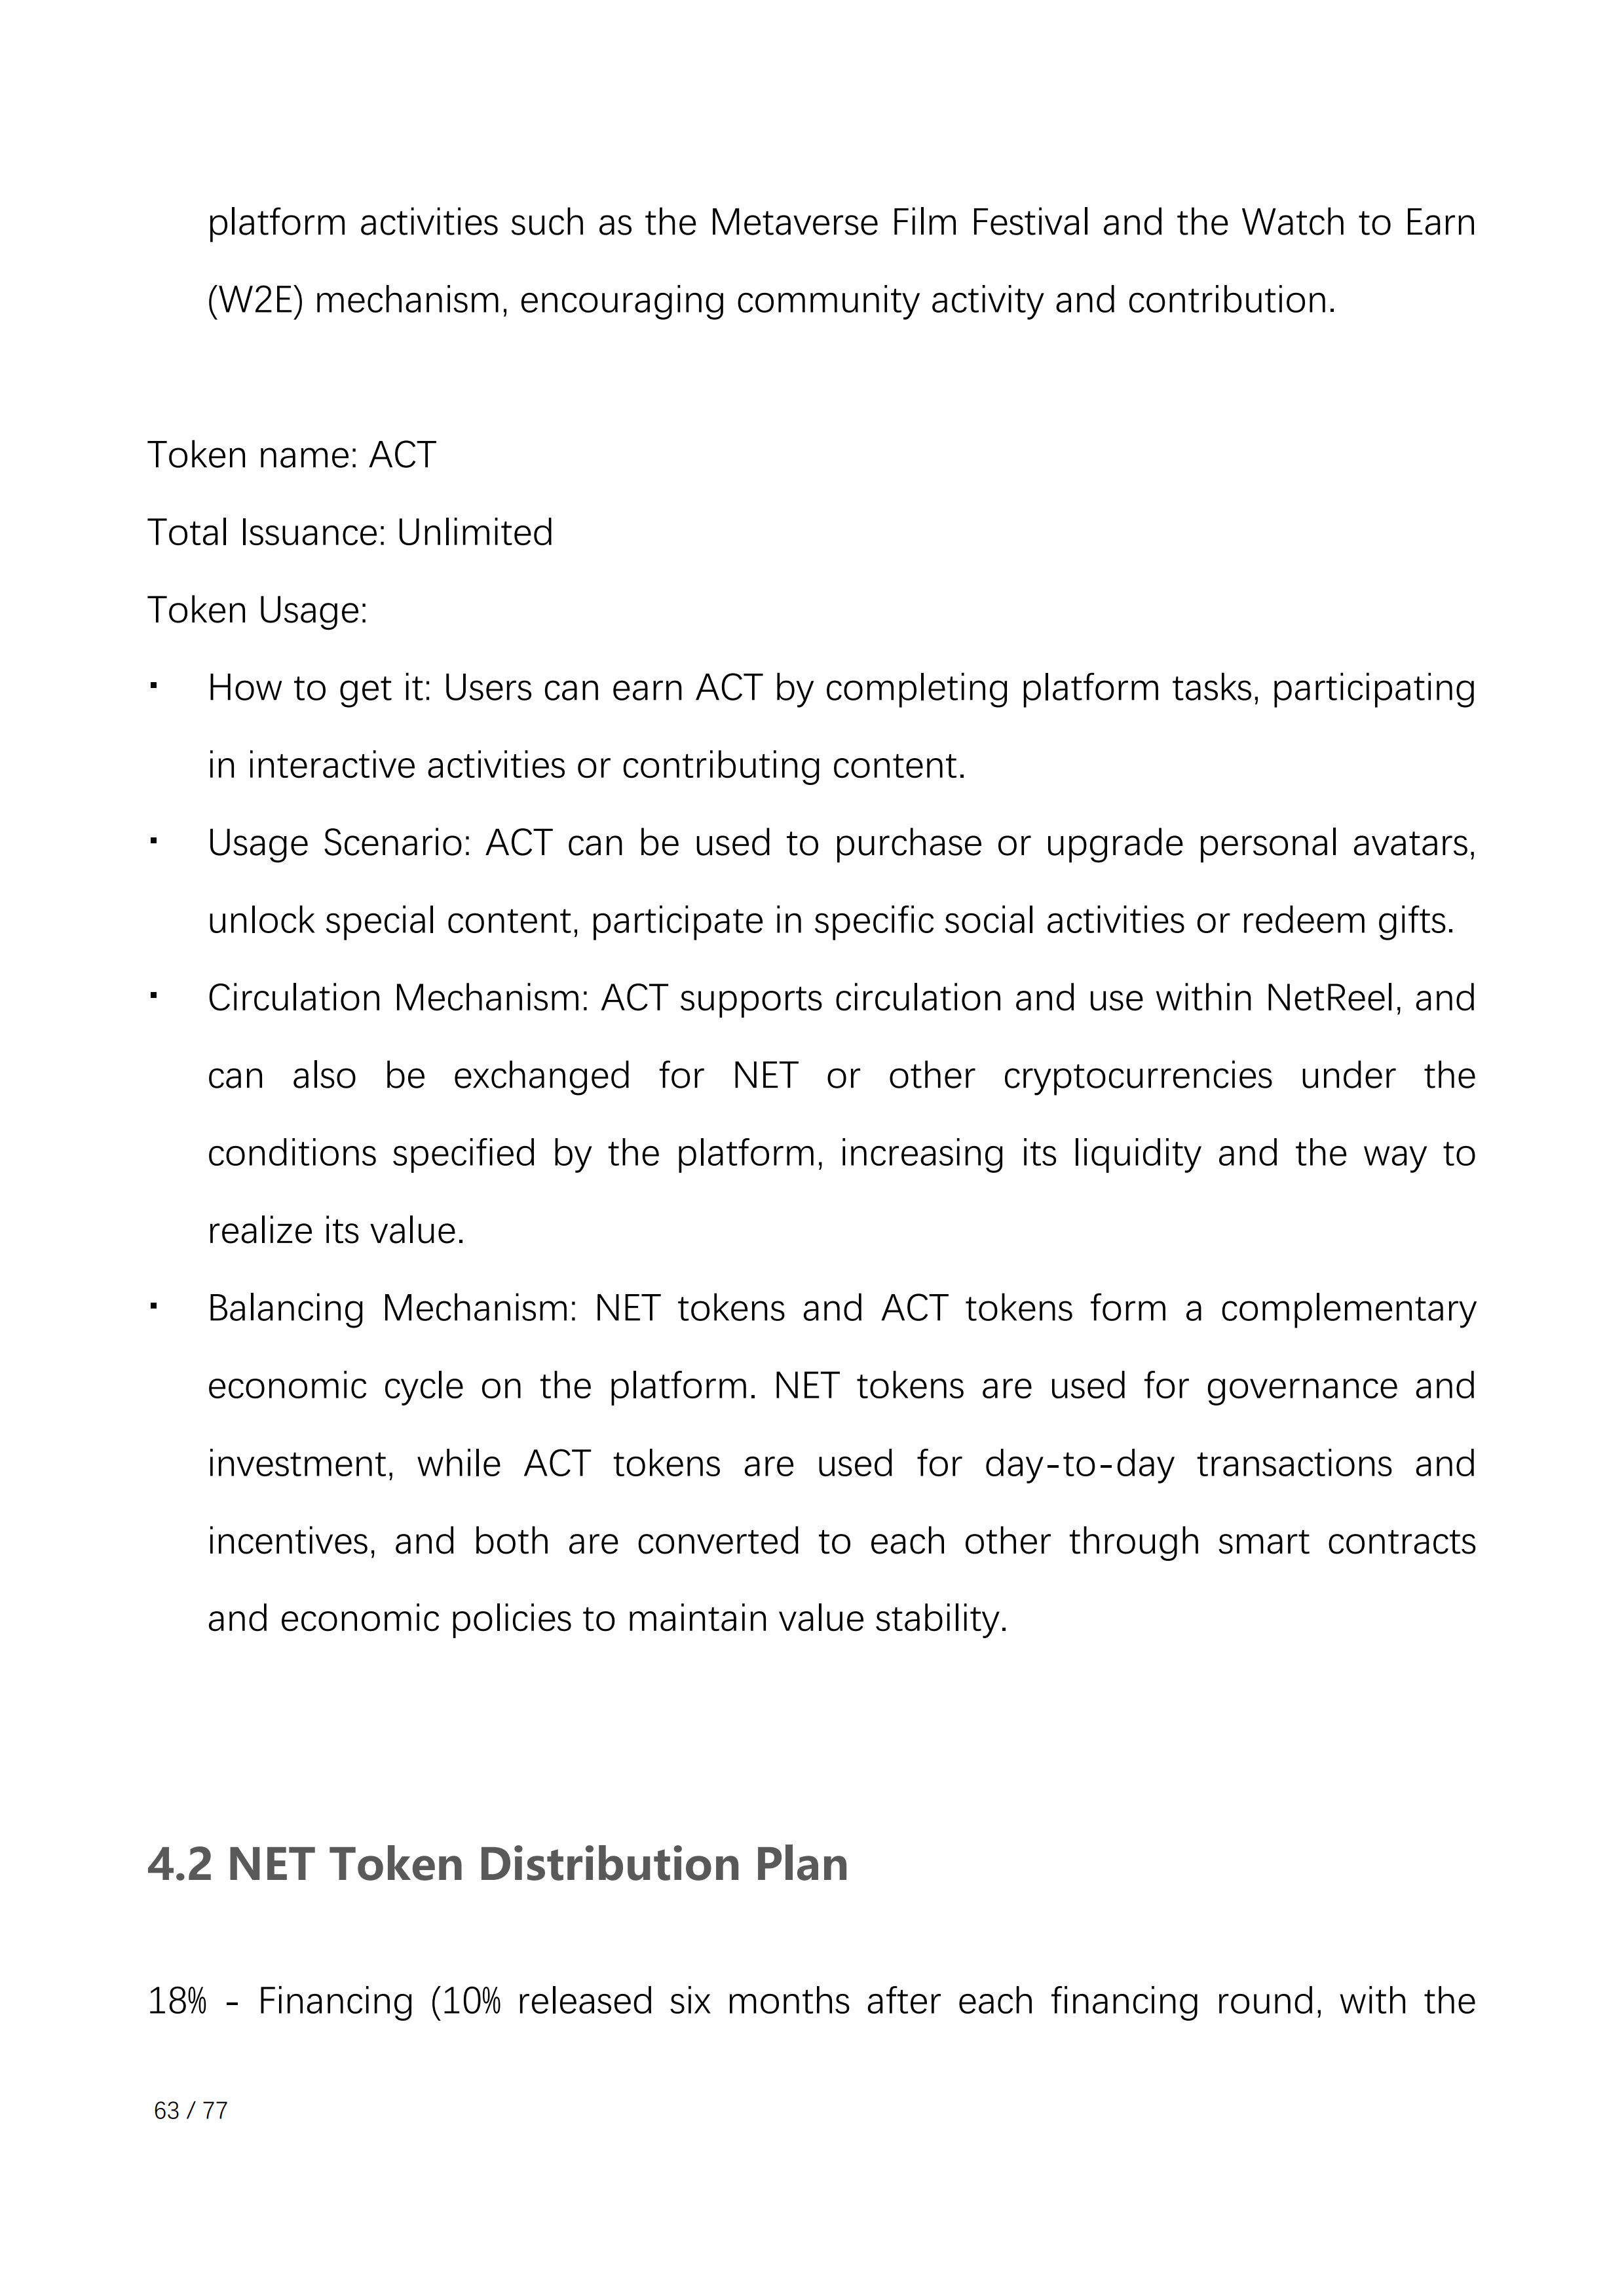 platform activities such as the Metaverse Film Festival and the Watch to Earn
(W2E) mechanism, encouraging community activity and contribution.
Token name: ACT
Total Issuance: Unlimited
Token Usage:
▪ How to get it: Users can earn ACT by completing platform tasks, participating
in interactive activities or contributing content.
▪ Usage Scenario: ACT can be used to purchase or upgrade personal avatars,
unlock special content, participate in specific social activities or redeem gifts.
▪ Circulation Mechanism: ACT supports circulation and use within NetReel, and
can also be exchanged for NET or other cryptocurrencies under the
conditions specified by the platform, increasing its liquidity and the way to
realize its value.
▪ Balancing Mechanism: NET tokens and ACT tokens form a complementary
economic cycle on the platform. NET tokens are used for governance and
investment, while ACT tokens are used for day-to-day transactions and
incentives, and both are converted to each other through smart contracts
and economic policies to maintain value stability.
4.2 NET Token Distribution Plan
18% - Financing (10% released six months after each financing round, with the
63 / 77